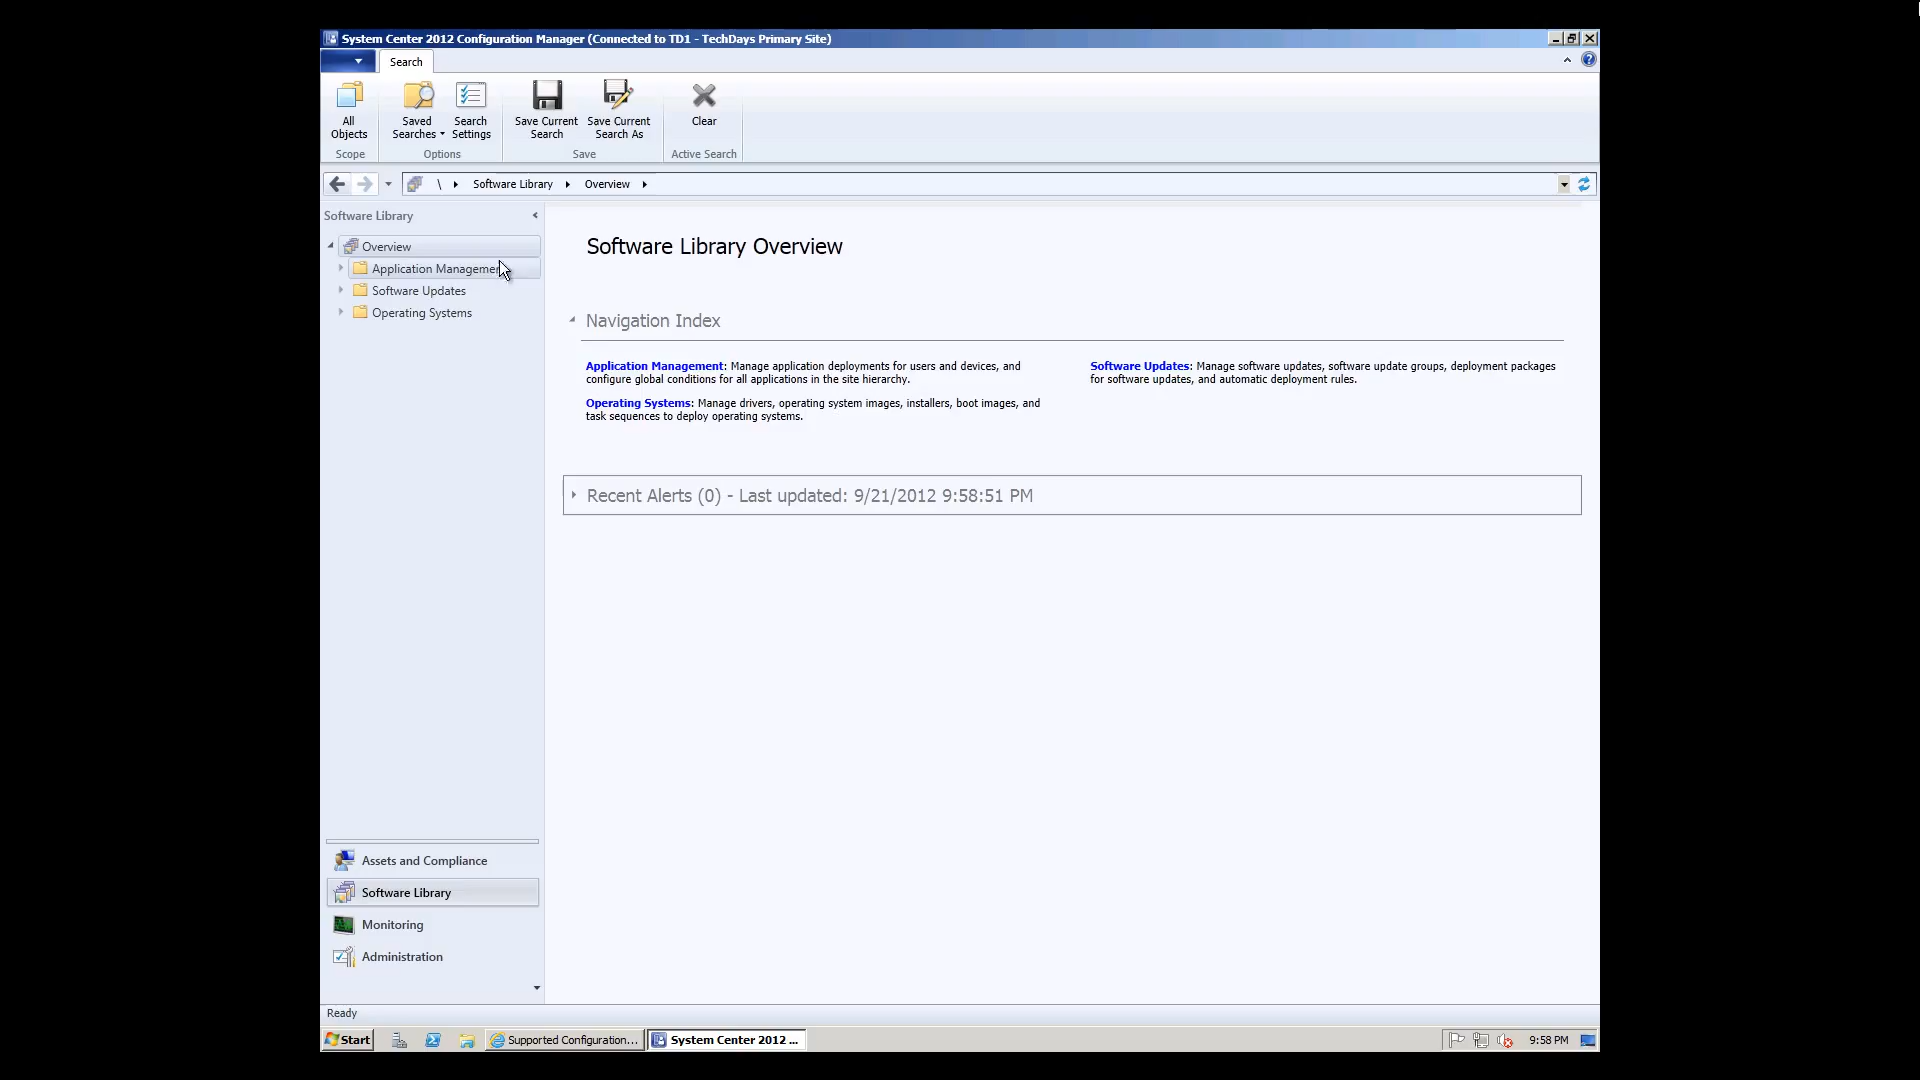 System Center 2012 Configuration Manager (Connected to TD1 - TechDays Primary Site)
Search
All Objects
Saved Searches
Search Settings
Save Current Search
Save Current Search As
Clear
Scope
Options
Save
Active Search
\ Software Library Overview
Software Library
Overview
Application Managemen
Software Updates
Operating Systems
Software Library Overview
Navigation Index
Application Management: Manage application deployments for users and devices, and
configure global conditions for all applications in the site hierarchy.
Software Updates: Manage software updates, software update groups, deployment packages
for software updates, and automatic deployment rules.
Operating Systems: Manage drivers, operating system images, installers, boot images, and
task sequences to deploy operating systems.
Recent Alerts (0) - Last updated: 9/21/2012 9:58:51 PM
Assets and Compliance
Software Library
Monitoring
Administration
Ready
Start
Supported Configuration...
System Center 2012 ...
9:58 PM